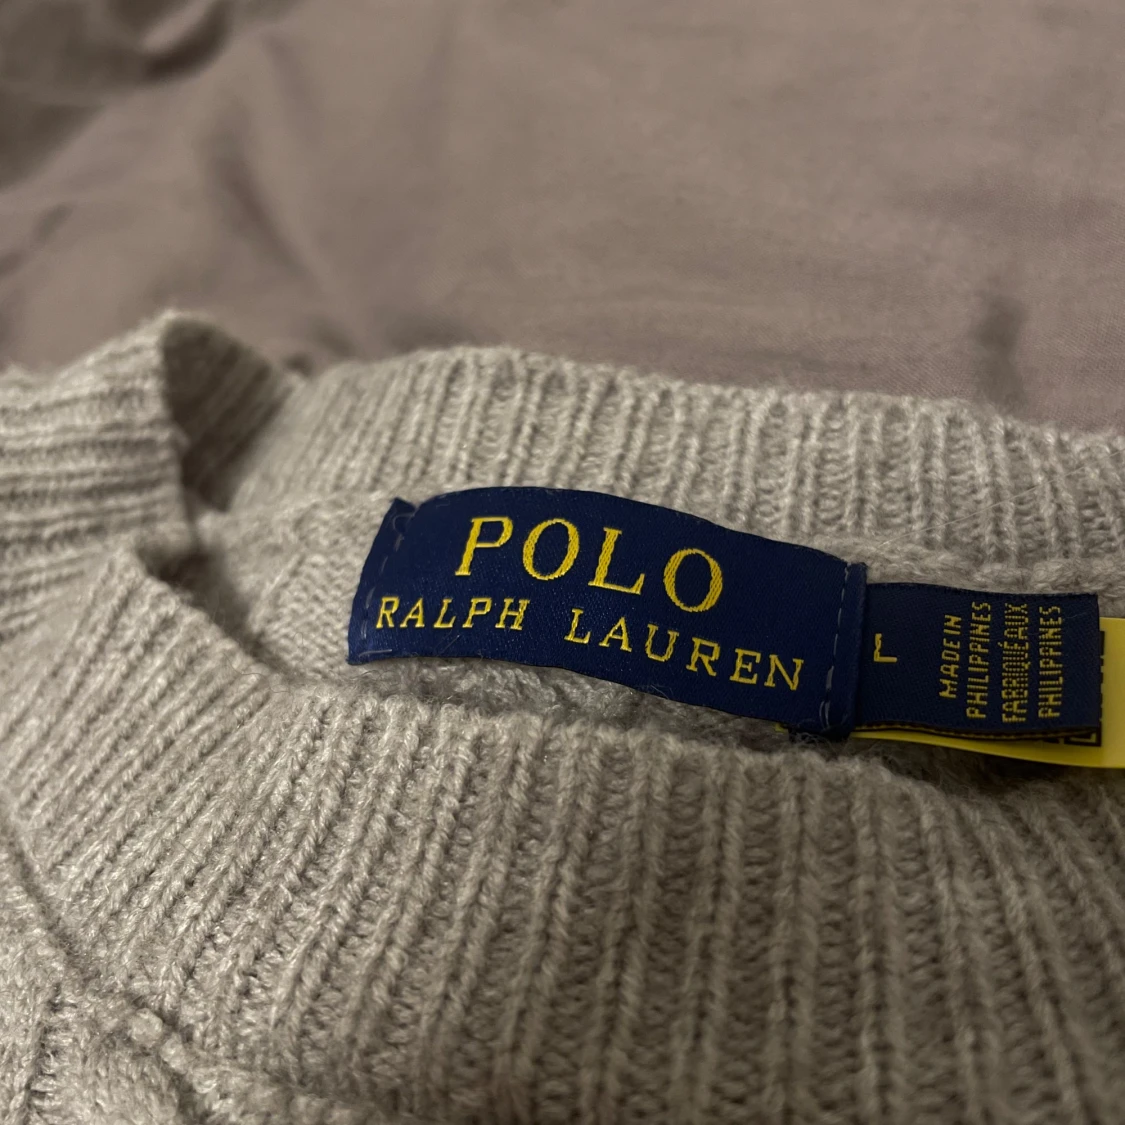 POLO
RALPH LAUREN
L
MADE IN
PHILIPPINES
FABRIQUÉ AUX
PHILIPPINES